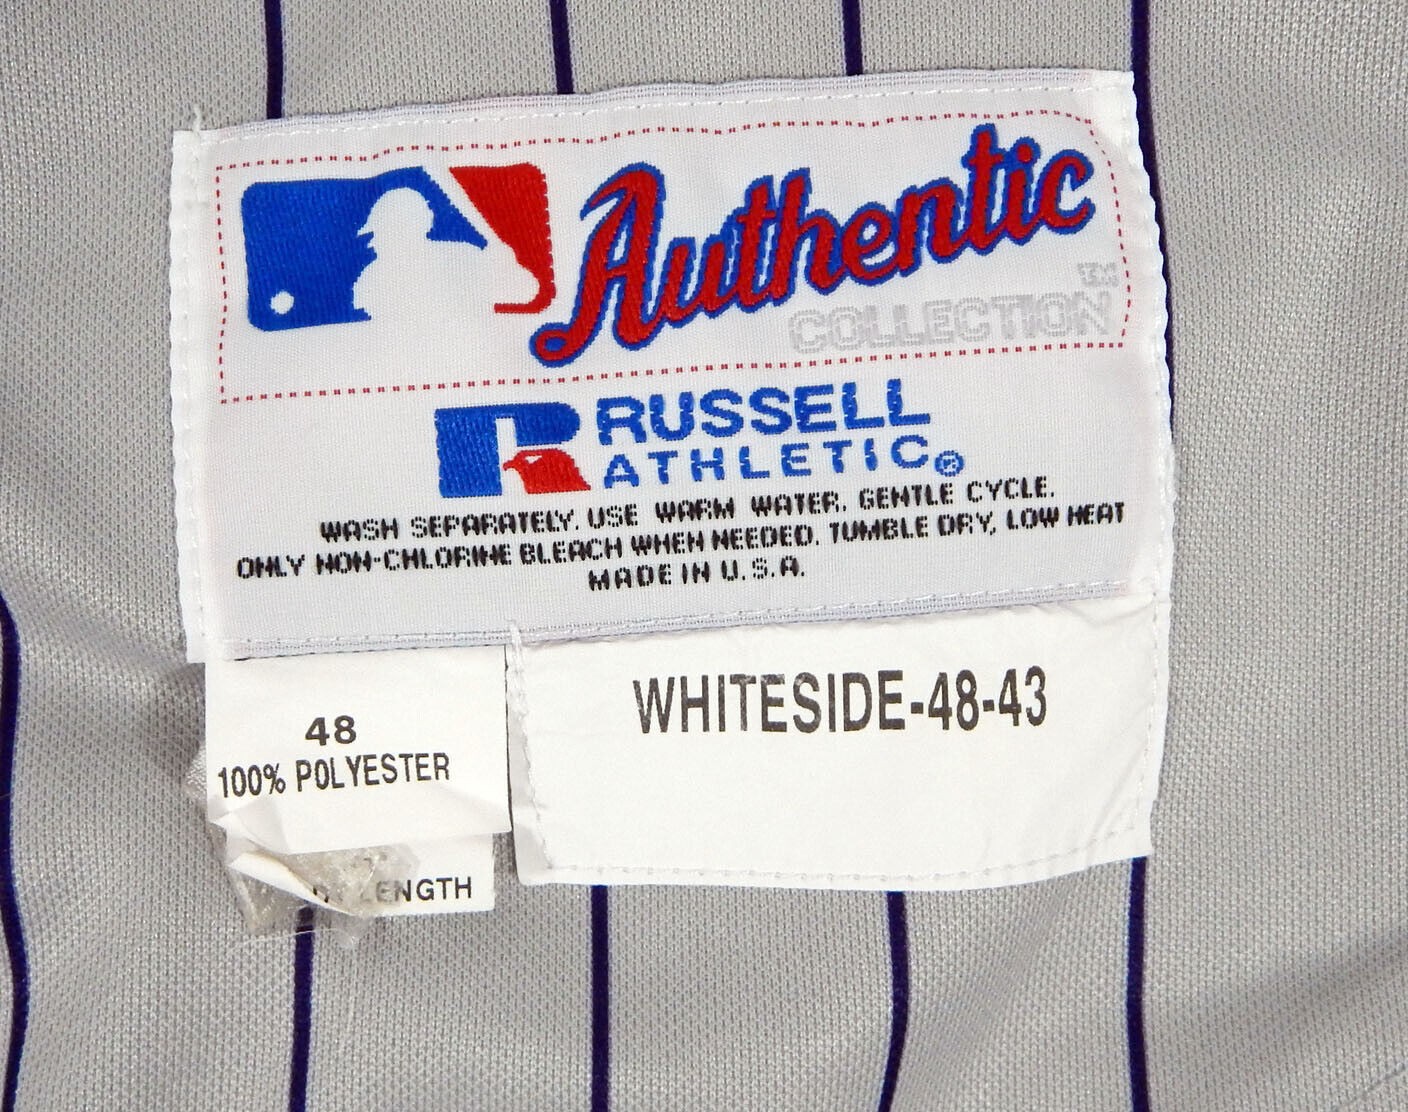 Authentic
COLLECTION
RUSSELL
ATHLETIC®
WASH SEPARATELY. USE WARM WATER. GENTLE CYCLE.
ONLY NON-CHLORINE BLEACH WHEN NEEDED. TUMBLE DRY, LOW HEAT
MADE IN U.S.A.
48
100% POLYESTER
LENGTH
WHITESIDE-48-43